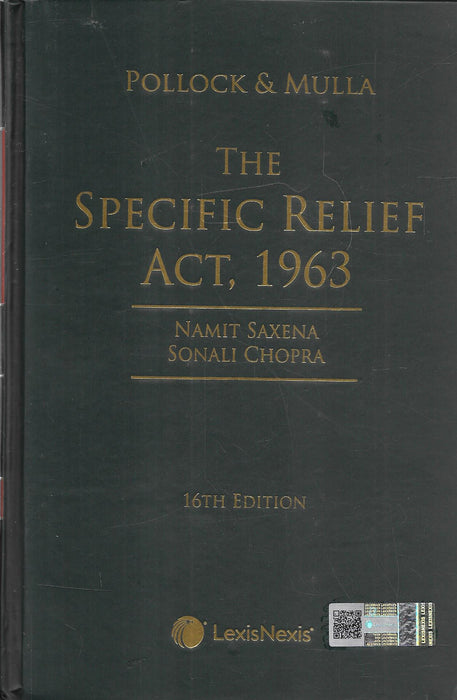 POLLOCK & MULLA
THE
SPECIFIC RELIEF
ACT, 1963
NAMIT SAXENA
SONALI CHOPRA
16TH EDITION
LexisNexis®